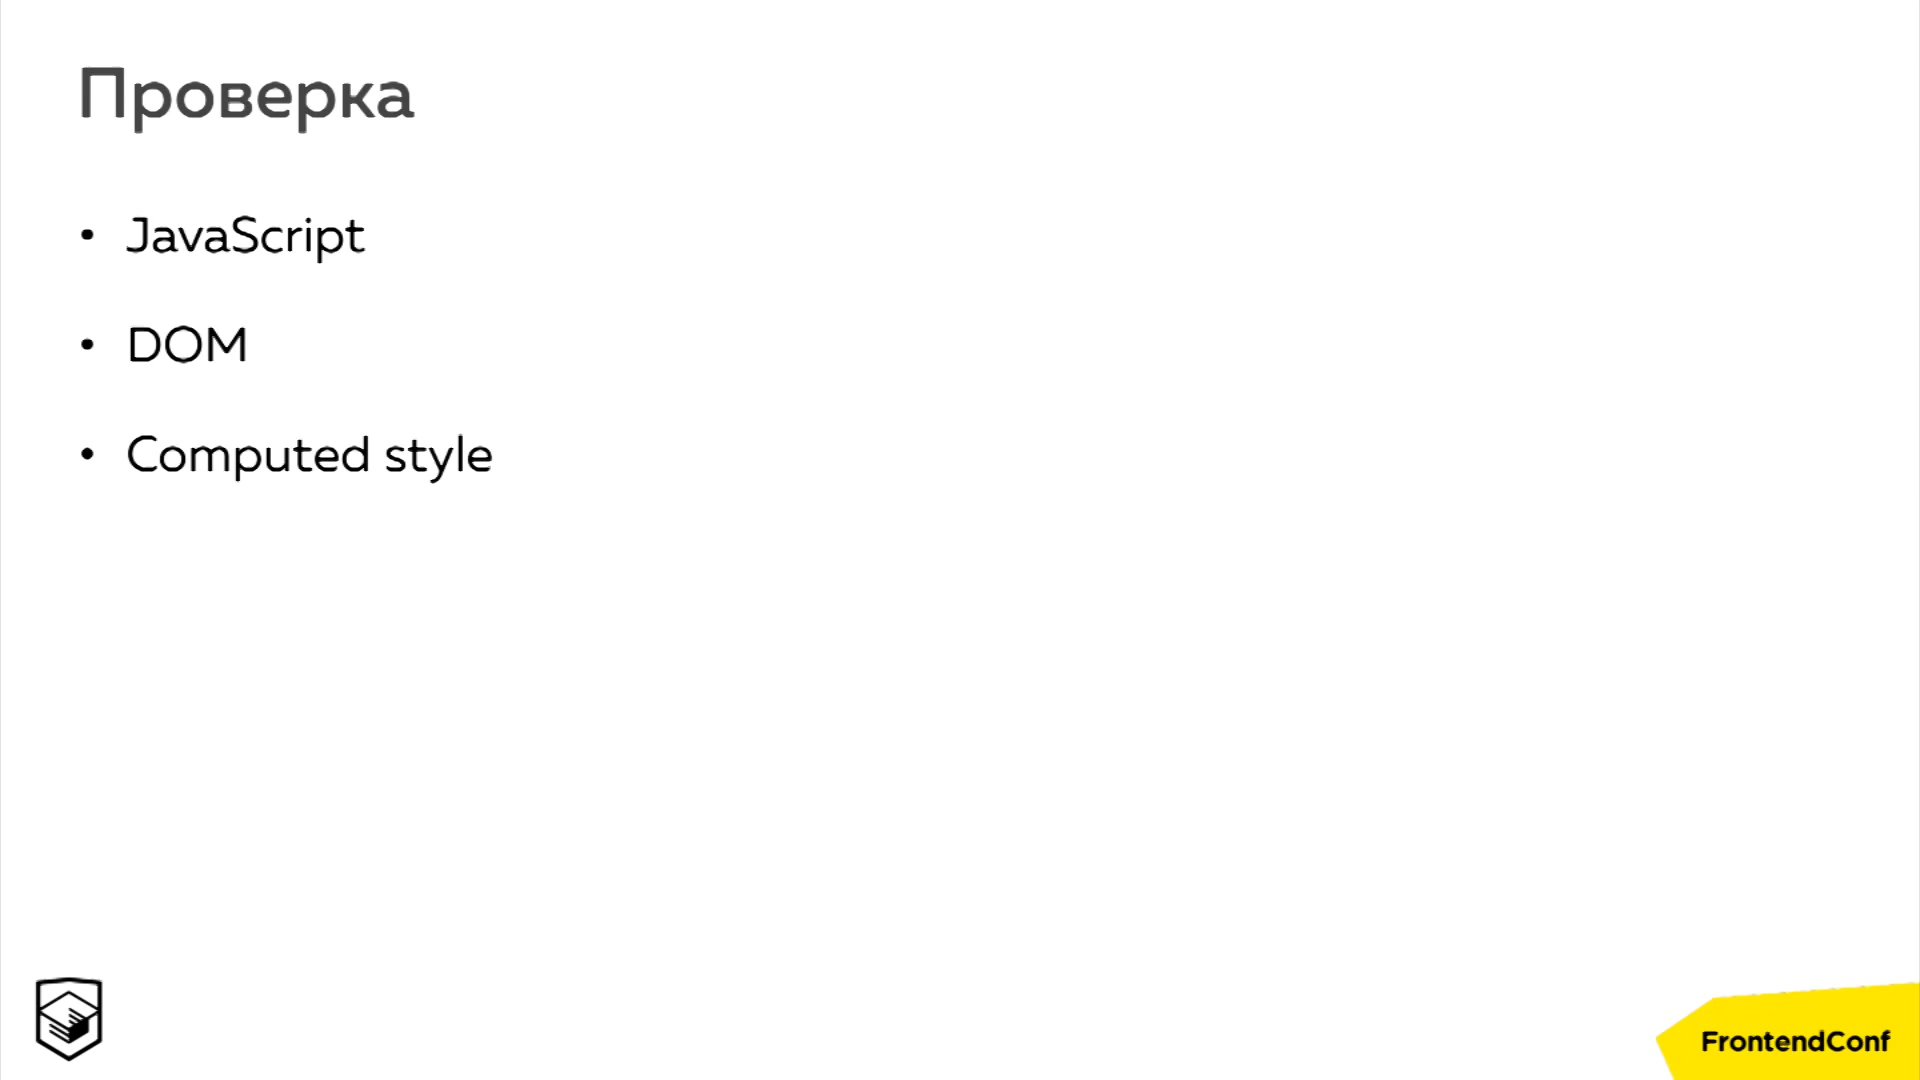 Проверка
• JavaScript
• DOM
• Computed style
FrontendConf